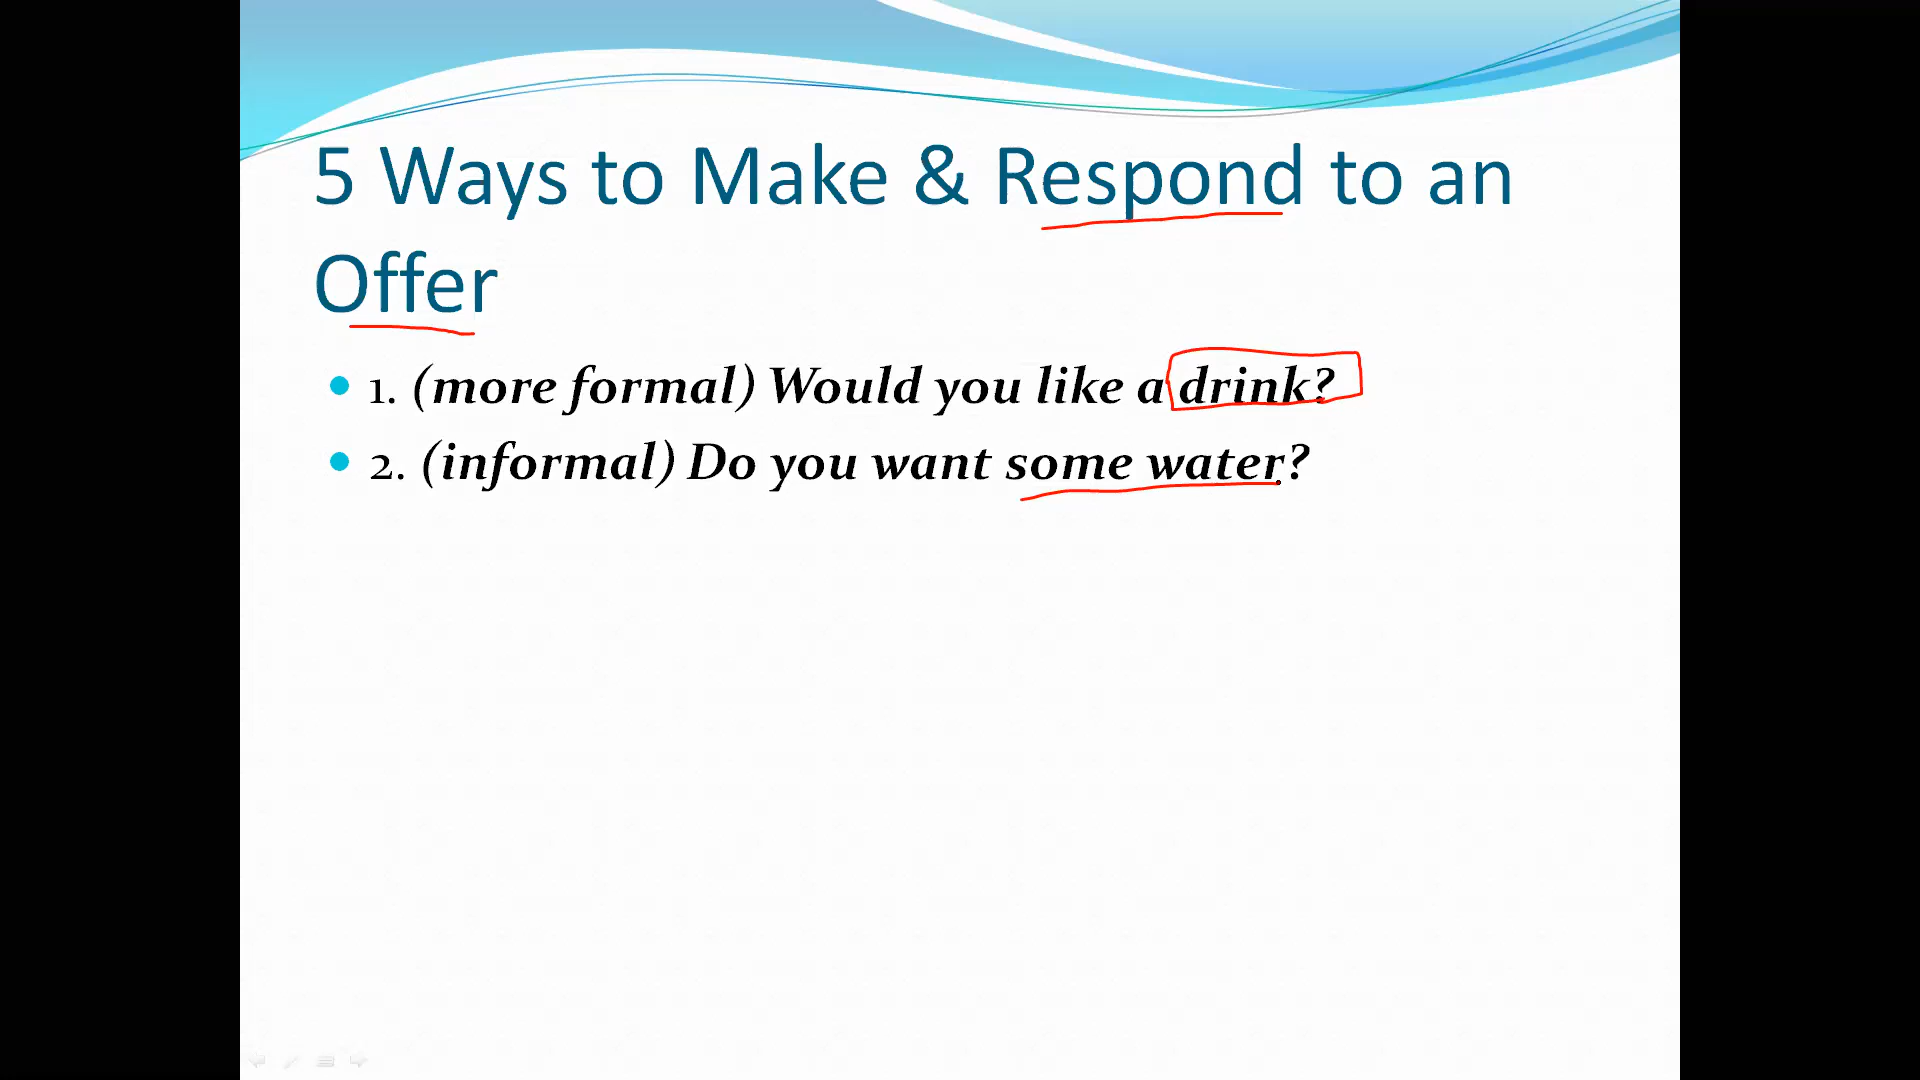 5 Ways to Make & Respond to an
Offer
1. (more formal) Would you like a drink?
2. (informal) Do you want some water?